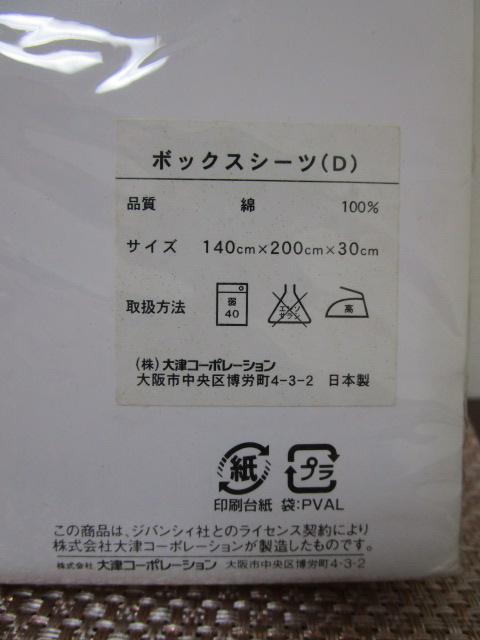 ボックスシーツ(D)
品質 綿 100%
サイズ 140cm×200cm×30cm
取扱方法 弱 40 エンソ サラシ 高
(株)大津コーポレーション
大阪市中央区博労町4-3-2 日本製
紙 プラ
印刷台紙 袋:PVAL
この商品は、ジバンシィ社とのライセンス契約により
株式会社大津コーポレーションが製造したものです。
株式会社 大津コーポレーション 大阪市中央区博労町4-3-2